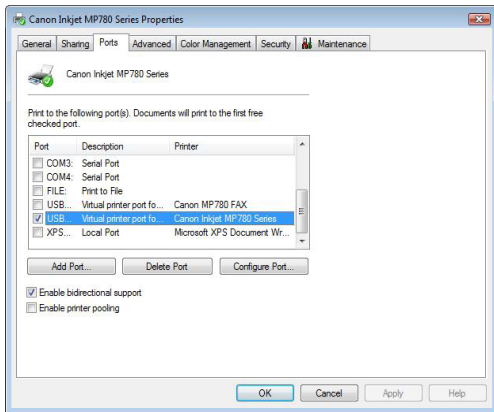 Canon Inkjet MP780 Series Properties
General Sharing Ports Advanced Color Management Security Maintenance
Canon Inkjet MP780 Series
Print to the following port(s). Documents will print to the first free
checked port.
Port Description Printer
COM3: Serial Port
COM4: Serial Port
FILE: Print to File
USB... Virtual printer port fo... Canon MP780 FAX
USB... Virtual printer port fo... Canon Inkjet MP780 Series
XPS... Local Port Microsoft XPS Document Wr...
Add Port... Delete Port Configure Port...
Enable bidirectional support
Enable printer pooling
OK Cancel Apply Help